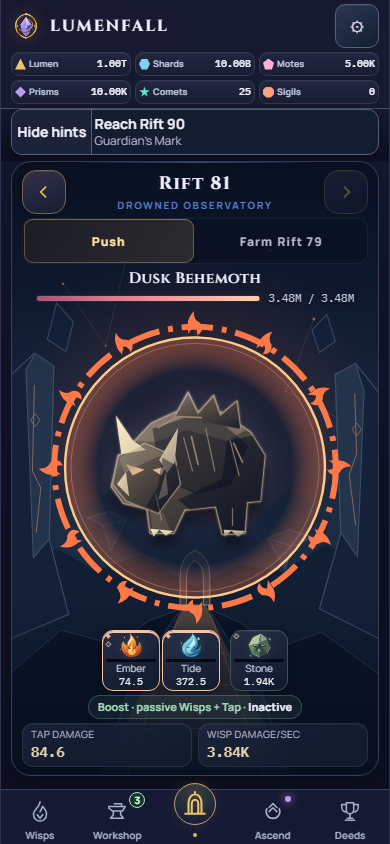 LUMENFALL
Lumen 1.00T
Shards 10.00B
Motes 5.00K
Prisms 10.00K
Comets 25
Sigils 0
Hide hints
Reach Rift 90
Guardian's Mark
RIFT 81
DROWNED OBSERVATORY
Push
Farm Rift 79
DUSK BEHEMOTH
3.48M / 3.48M
Ember
74.5
Tide
372.5
Stone
1.94K
Boost · passive Wisps + Tap · Inactive
TAP DAMAGE
84.6
WISP DAMAGE/SEC
3.84K
3
Wisps
Workshop
Ascend
Deeds